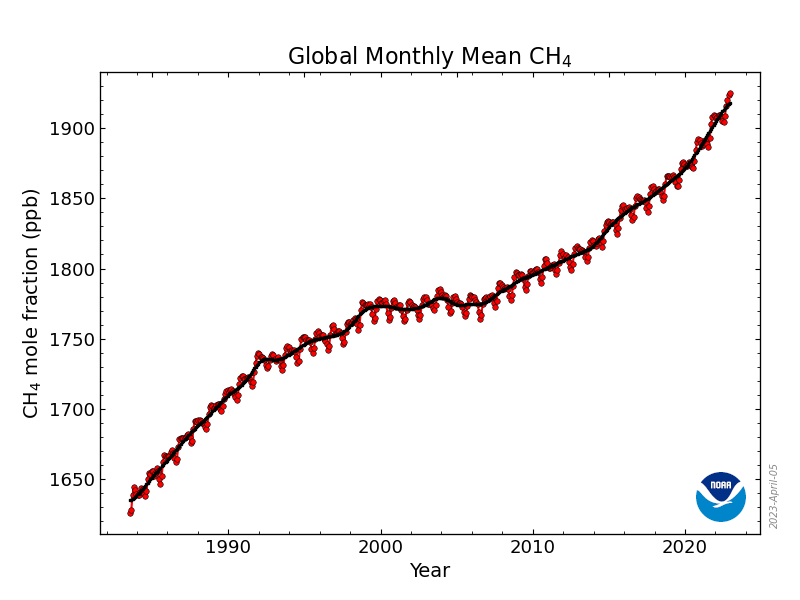 Global Monthly Mean CH₄
CH₄ mole fraction (ppb)
1900
1850
1800
1750
1700
1650
1990 2000 2010 2020
Year
NOAA
2023-April-05